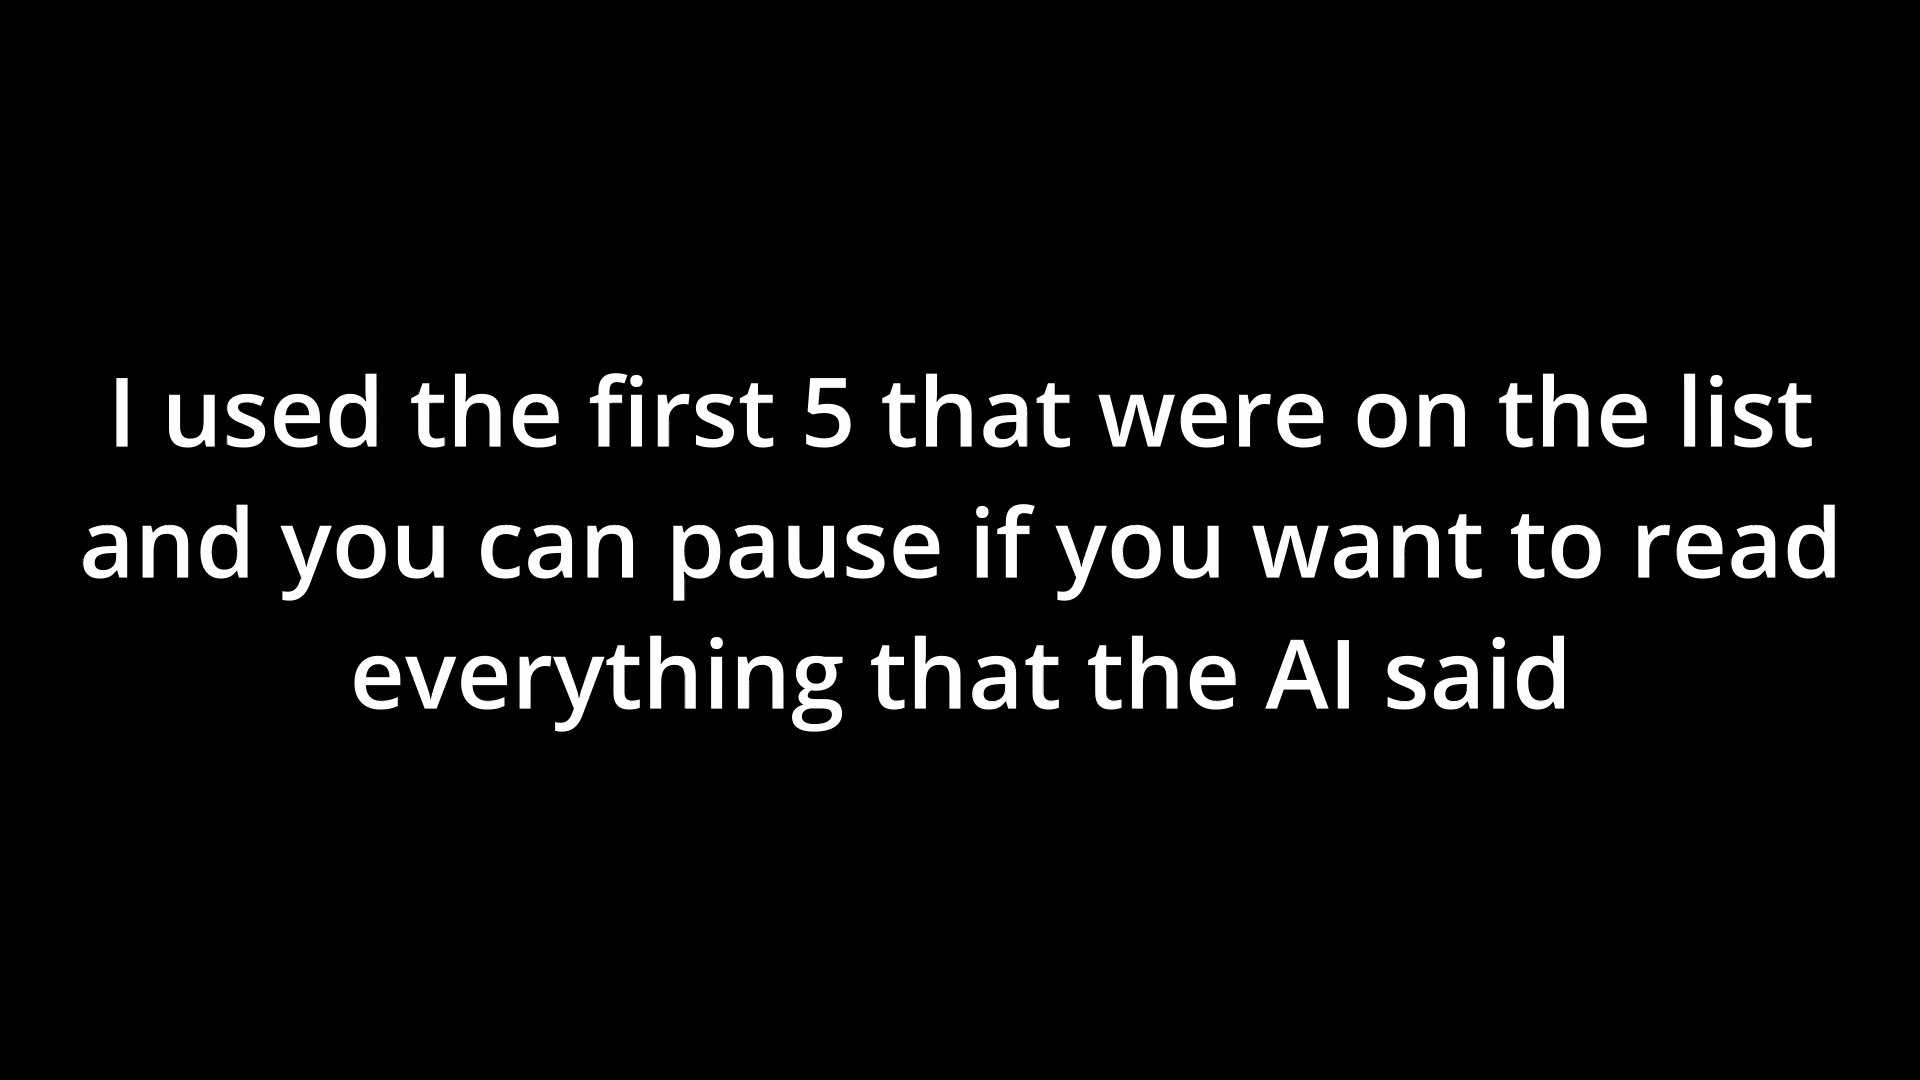 I used the first 5 that were on the list
and you can pause if you want to read
everything that the AI said